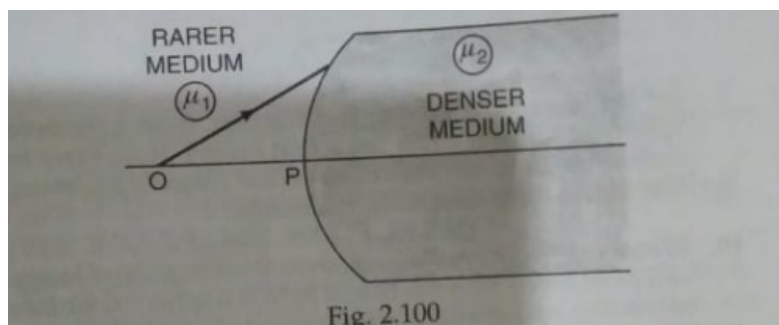 RARER
MEDIUM
μ1
μ2
DENSER
MEDIUM
O
P
Fig. 2.100